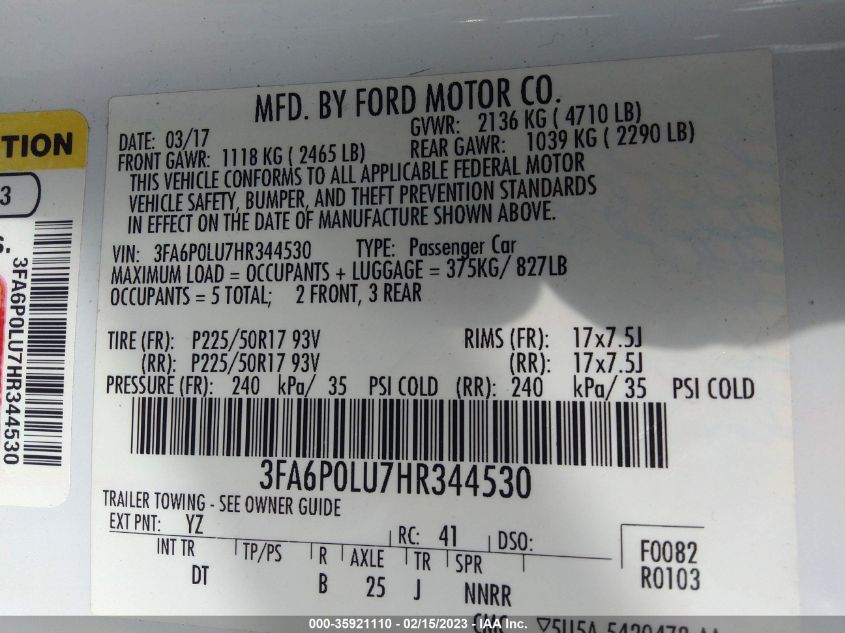 MFD. BY FORD MOTOR CO.
DATE: 03/17
GVWR: 2136 KG ( 4710 LB)
FRONT GAWR: 1118 KG ( 2465 LB)
REAR GAWR: 1039 KG ( 2290 LB)
THIS VEHICLE CONFORMS TO ALL APPLICABLE FEDERAL MOTOR
VEHICLE SAFETY, BUMPER, AND THEFT PREVENTION STANDARDS
IN EFFECT ON THE DATE OF MANUFACTURE SHOWN ABOVE.
VIN: 3FA6P0LU7HR344530 TYPE: Passenger Car
MAXIMUM LOAD = OCCUPANTS + LUGGAGE = 375KG/ 827LB
OCCUPANTS = 5 TOTAL; 2 FRONT, 3 REAR
TIRE (FR): P225/50R17 93V RIMS (FR): 17x7.5J
(RR): P225/50R17 93V (RR): 17x7.5J
PRESSURE (FR): 240 kPa/ 35 PSI COLD (RR): 240 kPa/ 35 PSI COLD
3FA6P0LU7HR344530
TRAILER TOWING - SEE OWNER GUIDE
EXT PNT: YZ RC: 41 DSO:
INT TR TP/PS R AXLE TR SPR
DT B 25 J NNRR
F0082
R0103
TION
3
3FA6P0LU7HR344530
000-35921110 - 02/15/2023 - IAA Inc.